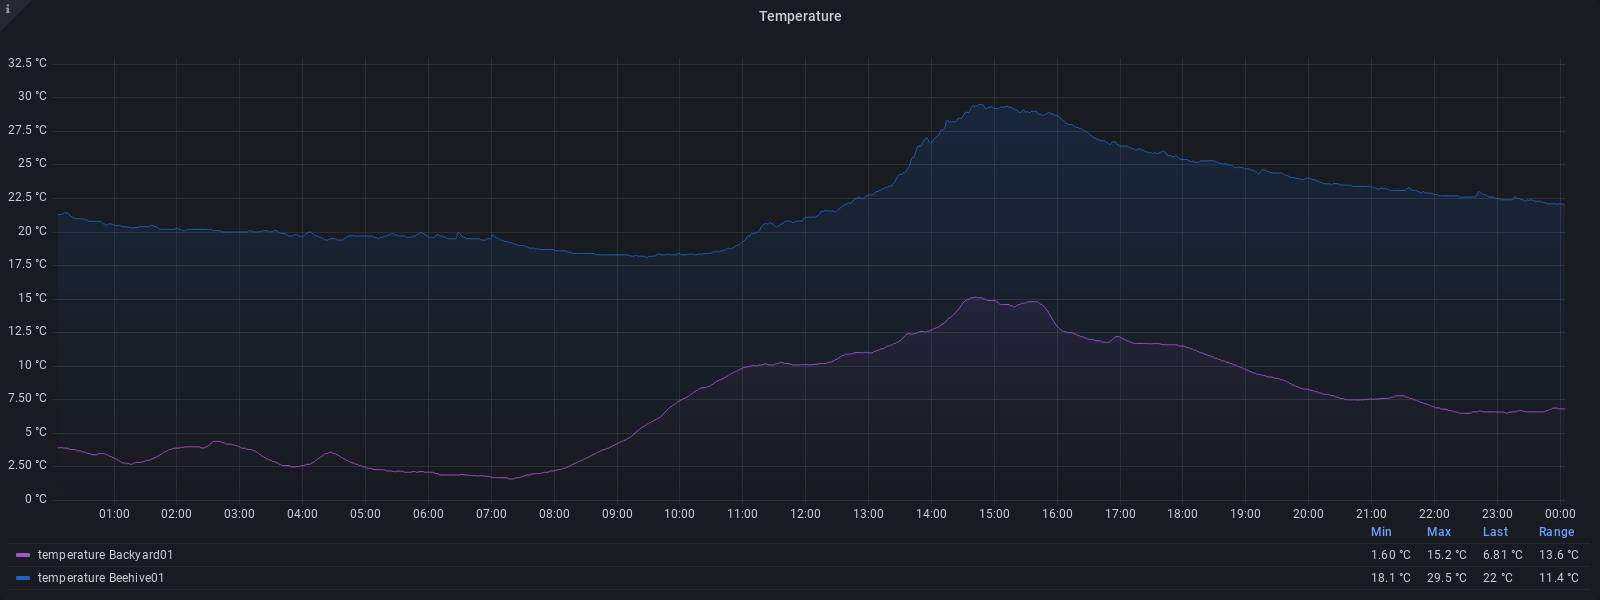 i
Temperature
32.5 °C
30 °C
27.5 °C
25 °C
22.5 °C
20 °C
17.5 °C
15 °C
12.5 °C
10 °C
7.50 °C
5 °C
2.50 °C
0 °C
01:00 02:00 03:00 04:00 05:00 06:00 07:00 08:00 09:00 10:00 11:00 12:00 13:00 14:00 15:00 16:00 17:00 18:00 19:00 20:00 21:00 22:00 23:00 00:00
Min Max Last Range
temperature Backyard01 1.60 °C 15.2 °C 6.81 °C 13.6 °C
temperature Beehive01 18.1 °C 29.5 °C 22 °C 11.4 °C